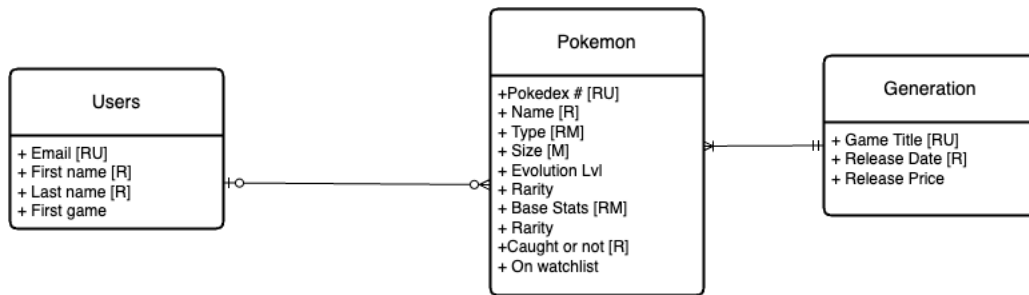 Users
+ Email [RU]
+ First name [R]
+ Last name [R]
+ First game
Pokemon
+Pokedex # [RU]
+ Name [R]
+ Type [RM]
+ Size [M]
+ Evolution Lvl
+ Rarity
+ Base Stats [RM]
+ Rarity
+Caught or not [R]
+ On watchlist
Generation
+ Game Title [RU]
+ Release Date [R]
+ Release Price